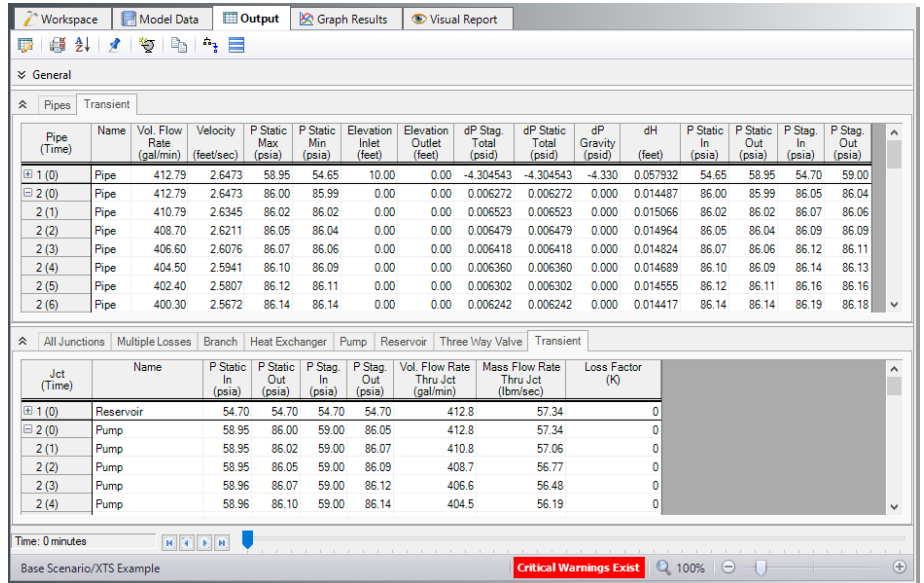 Workspace Model Data Output Graph Results Visual Report
General
Pipes Transient
Pipe (Time) Name Vol. Flow Rate (gal/min) Velocity (feet/sec) P Static Max (psia) P Static Min (psia) Elevation Inlet (feet) Elevation Outlet (feet) dP Stag. Total (psid) dP Static Total (psid) dP Gravity (psid) dH (feet) P Static In (psia) P Static Out (psia) P Stag. In (psia) P Stag. Out (psia)
1 (0) Pipe 412.79 2.6473 58.95 54.65 10.00 0.00 -4.304543 -4.304543 -4.330 0.057932 54.65 58.95 54.70 59.00
2 (0) Pipe 412.79 2.6473 86.00 85.99 0.00 0.00 0.006272 0.006272 0.000 0.014487 86.00 85.99 86.05 86.04
2 (1) Pipe 410.79 2.6345 86.02 86.02 0.00 0.00 0.006523 0.006523 0.000 0.015066 86.02 86.02 86.07 86.06
2 (2) Pipe 408.70 2.6211 86.05 86.04 0.00 0.00 0.006479 0.006479 0.000 0.014964 86.05 86.04 86.09 86.09
2 (3) Pipe 406.60 2.6076 86.07 86.06 0.00 0.00 0.006418 0.006418 0.000 0.014824 86.07 86.06 86.12 86.11
2 (4) Pipe 404.50 2.5941 86.10 86.09 0.00 0.00 0.006360 0.006360 0.000 0.014689 86.10 86.09 86.14 86.13
2 (5) Pipe 402.40 2.5807 86.12 86.11 0.00 0.00 0.006302 0.006302 0.000 0.014555 86.12 86.11 86.16 86.16
2 (6) Pipe 400.30 2.5672 86.14 86.14 0.00 0.00 0.006242 0.006242 0.000 0.014417 86.14 86.14 86.19 86.18
All Junctions Multiple Losses Branch Heat Exchanger Pump Reservoir Three Way Valve Transient
Jct (Time) Name P Static In (psia) P Static Out (psia) P Stag. In (psia) P Stag. Out (psia) Vol. Flow Rate Thru Jct (gal/min) Mass Flow Rate Thru Jct (lbm/sec) Loss Factor (K)
1 (0) Reservoir 54.70 54.70 54.70 54.70 412.8 57.34 0
2 (0) Pump 58.95 86.00 59.00 86.05 412.8 57.34 0
2 (1) Pump 58.95 86.02 59.00 86.07 410.8 57.06 0
2 (2) Pump 58.95 86.05 59.00 86.09 408.7 56.77 0
2 (3) Pump 58.96 86.07 59.00 86.12 406.6 56.48 0
2 (4) Pump 58.96 86.10 59.00 86.14 404.5 56.19 0
Time: 0 minutes
Base Scenario/XTS Example Critical Warnings Exist 100%